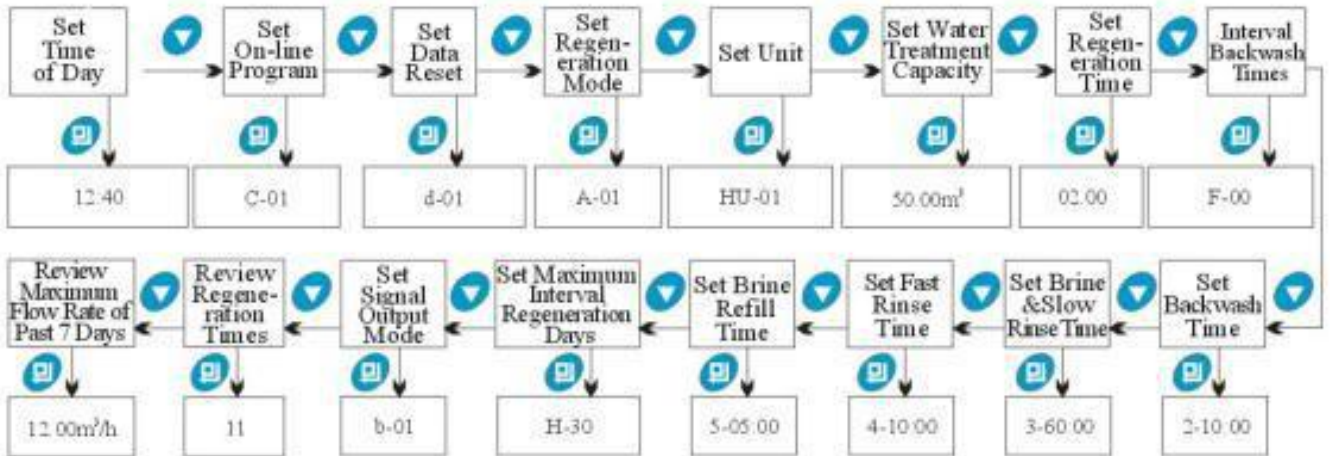 Set
Time
of Day
Set
On-line
Program
Set
Data
Reset
Set
Regen-
eration
Mode
Set Unit
Set Water
Treatment
Capacity
Set
Regen-
eration
Time
Interval
Backwash
Times
12:40
C-01
d-01
A-01
HU-01
50.00m³
02:00
F-00
Review
Maximum
Flow Rate of
Past 7 Days
Review
Regene-
ration
Times
Set
Signal
Output
Mode
Set Maximum
Interval
Regeneration
Days
Set Brine
Refill
Time
Set Fast
Rinse
Time
Set Brine
&Slow
Rinse Time
Set
Backwash
Time
12.00m³/h
11
b-01
H-30
5-05:00
4-10:00
3-60:00
2-10:00